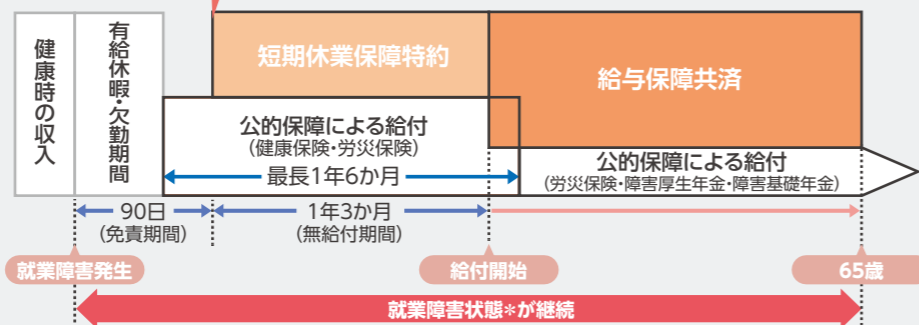 健康時の収入
有給休暇・欠勤期間
短期休業保障特約
給与保障共済
公的保障による給付
(健康保険・労災保険)
最長1年6か月
公的保障による給付
(労災保険・障害厚生年金・障害基礎年金)
90日
(免責期間)
1年3か月
(無給付期間)
就業障害発生
給付開始
65歳
就業障害状態*が継続